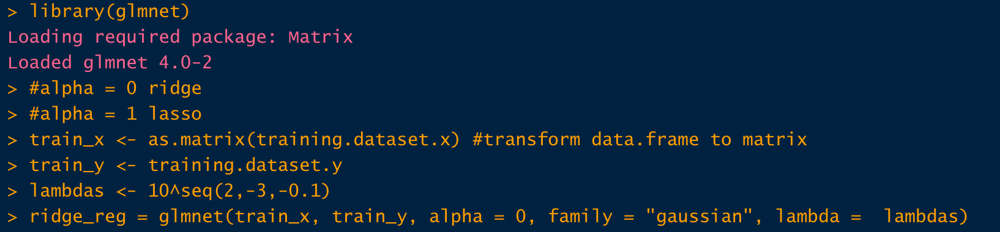 > library(glmnet)
Loading required package: Matrix
Loaded glmnet 4.0-2
> #alpha = 0 ridge
> #alpha = 1 lasso
> train_x <- as.matrix(training.dataset.x) #transform data.frame to matrix
> train_y <- training.dataset.y
> lambdas <- 10^seq(2,-3,-0.1)
> ridge_reg = glmnet(train_x, train_y, alpha = 0, family = "gaussian", lambda =  lambdas)